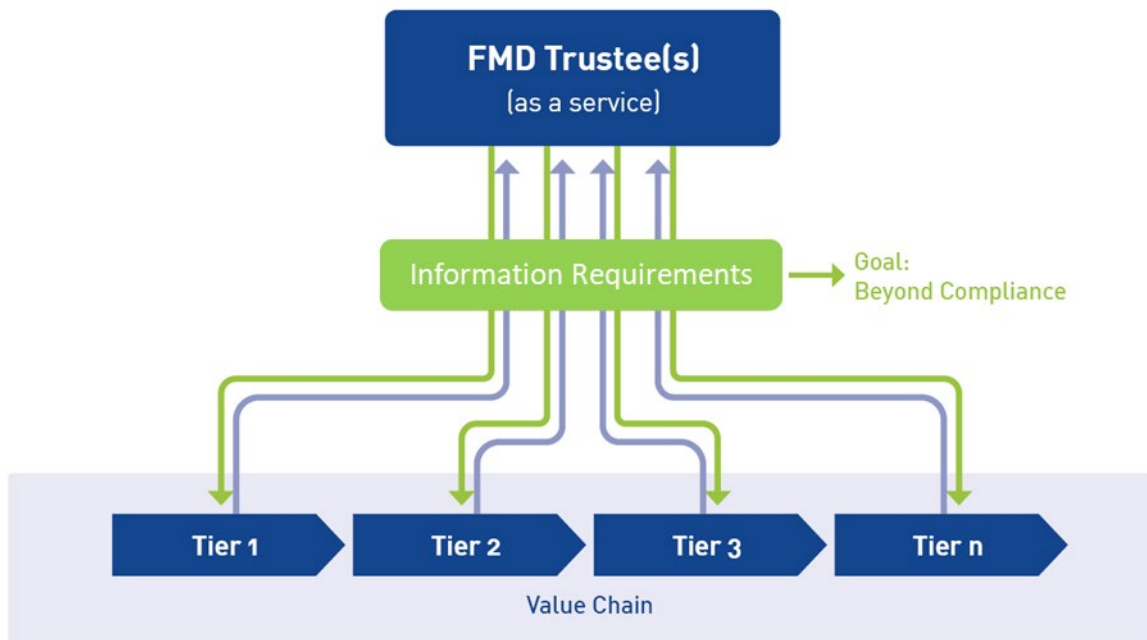 FMD Trustee(s)
(as a service)
Information Requirements
Goal:
Beyond Compliance
Tier 1
Tier 2
Tier 3
Tier n
Value Chain